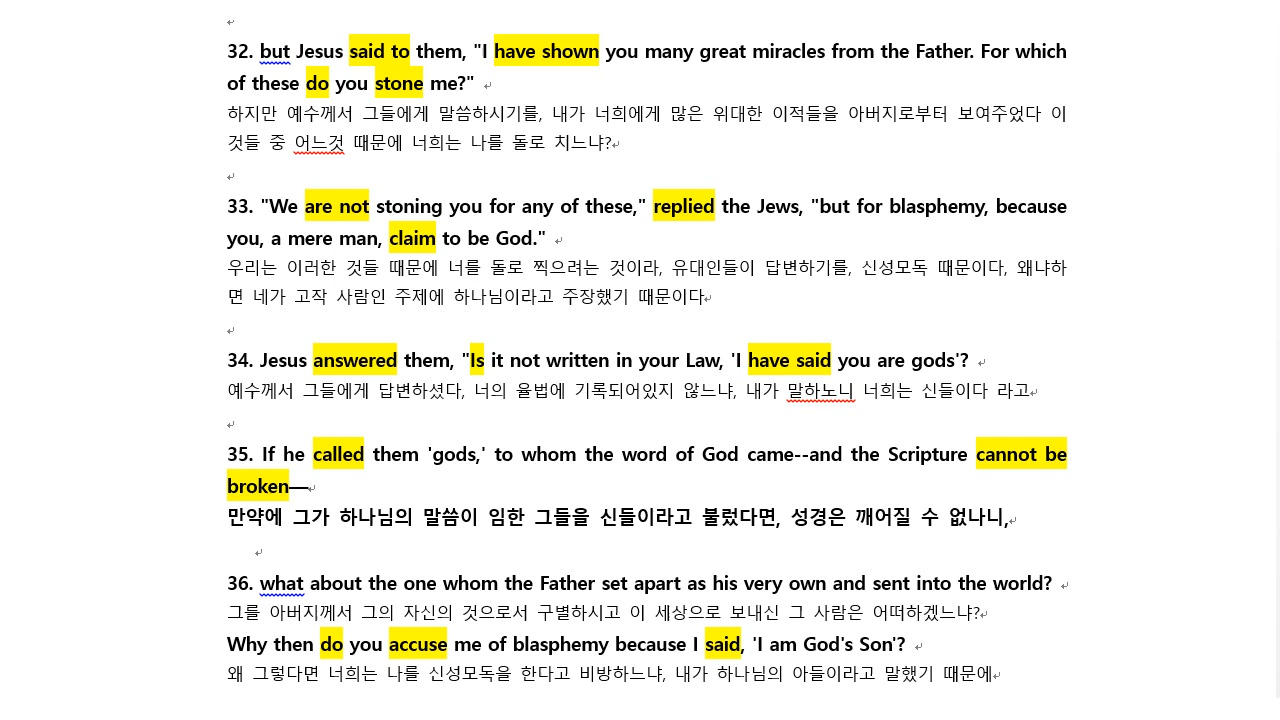 32. but Jesus said to them, "I have shown you many great miracles from the Father. For which
of these do you stone me?"
하지만 예수께서 그들에게 말씀하시기를, 내가 너희에게 많은 위대한 이적들을 아버지로부터 보여주었다 이
것들 중 어느것 때문에 너희는 나를 돌로 치느냐?
33. "We are not stoning you for any of these," replied the Jews, "but for blasphemy, because
you, a mere man, claim to be God."
우리는 이러한 것들 때문에 너를 돌로 찍으려는 것이라, 유대인들이 답변하기를, 신성모독 때문이다, 왜냐하
면 네가 고작 사람인 주제에 하나님이라고 주장했기 때문이다
34. Jesus answered them, "Is it not written in your Law, 'I have said you are gods'?
예수께서 그들에게 답변하셨다, 너의 율법에 기록되어있지 않느냐, 내가 말하노니 너희는 신들이다 라고
35. If he called them 'gods,' to whom the word of God came--and the Scripture cannot be
broken—
만약에 그가 하나님의 말씀이 임한 그들을 신들이라고 불렀다면, 성경은 깨어질 수 없나니,
36. what about the one whom the Father set apart as his very own and sent into the world?
그를 아버지께서 그의 자신의 것으로서 구별하시고 이 세상으로 보내신 그 사람은 어떠하겠느냐?
Why then do you accuse me of blasphemy because I said, 'I am God's Son'?
왜 그렇다면 너희는 나를 신성모독을 한다고 비방하느냐, 내가 하나님의 아들이라고 말했기 때문에